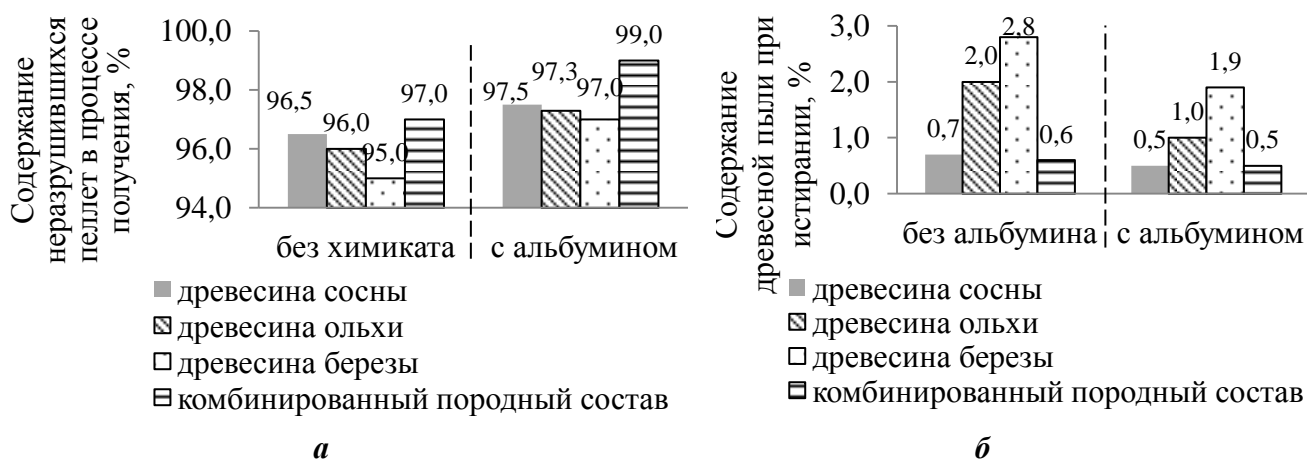 Содержание
неразрушившихся
пеллет в процессе
получения, %
100,0
98,0
96,0
94,0
96,5
96,0
95,0
97,0
97,5
97,3
97,0
99,0
без химиката
с альбумином
древесина сосны
древесина ольхи
древесина березы
комбинированный породный состав
а
Содержание
древесной пыли при
истирании, %
3,0
2,0
1,0
0,0
0,7
2,0
2,8
0,6
0,5
1,0
1,9
0,5
без альбумина
с альбумином
древесина сосны
древесина ольхи
древесина березы
комбинированный породный состав
б